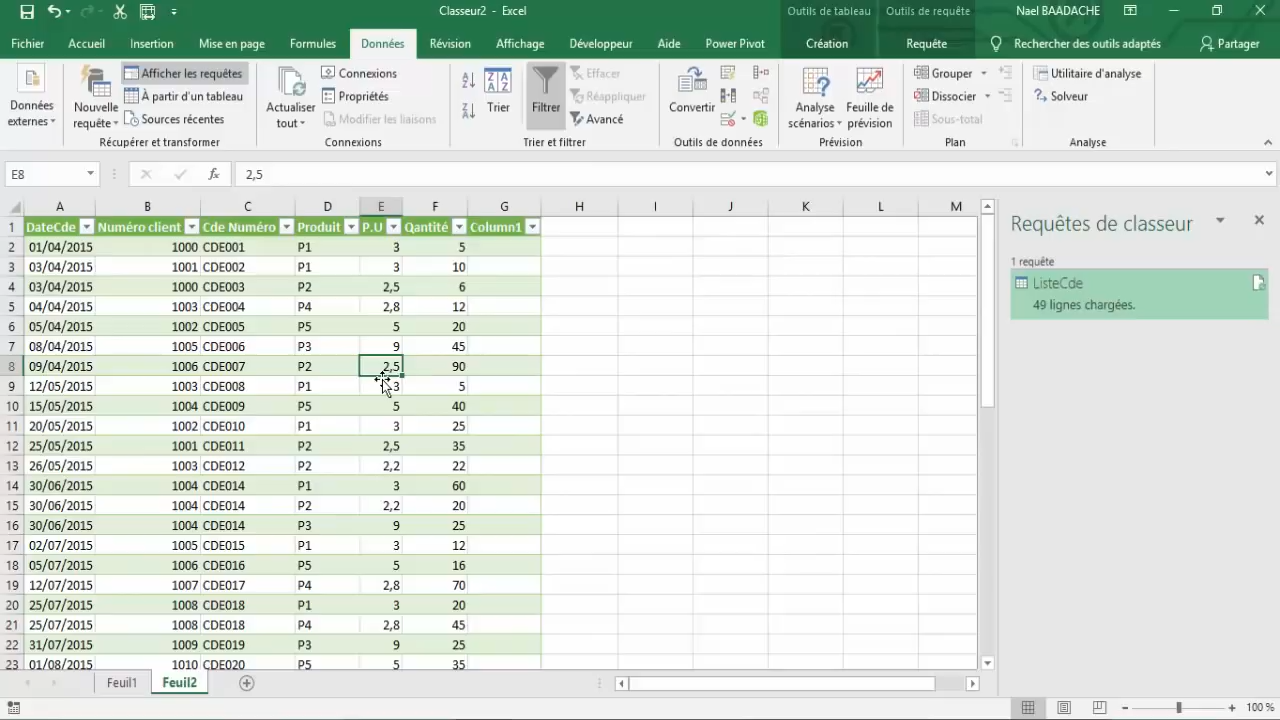 Classeur2 - Excel
Outils de tableau
Outils de requête
Nael BAADACHE
Fichier
Accueil
Insertion
Mise en page
Formules
Données
Révision
Affichage
Développeur
Aide
Power Pivot
Création
Requête
Rechercher des outils adaptés
Partager
Données externes
Nouvelle requête
Afficher les requêtes
À partir d'un tableau
Sources récentes
Récupérer et transformer
Actualiser tout
Connexions
Propriétés
Modifier les liaisons
Connexions
Trier
Filtrer
Effacer
Réappliquer
Avancé
Trier et filtrer
Convertir
Outils de données
Analyse scénarios
Feuille de prévision
Prévision
Grouper
Dissocier
Sous-total
Plan
Utilitaire d'analyse
Solveur
Analyse
E8
fx
2,5
A B C D E F G H I J K L M
1 DateCde Numéro client Cde Numéro Produit P.U Qantité Column1
2 01/04/2015 1000 CDE001 P1 3 5
3 03/04/2015 1001 CDE002 P1 3 10
4 03/04/2015 1000 CDE003 P2 2,5 6
5 04/04/2015 1003 CDE004 P4 2,8 12
6 05/04/2015 1002 CDE005 P5 5 20
7 08/04/2015 1005 CDE006 P3 9 45
8 09/04/2015 1006 CDE007 P2 2,5 90
9 12/05/2015 1003 CDE008 P1 3 5
10 15/05/2015 1004 CDE009 P5 5 40
11 20/05/2015 1002 CDE010 P1 3 25
12 25/05/2015 1001 CDE011 P2 2,5 35
13 26/05/2015 1003 CDE012 P2 2,2 22
14 30/06/2015 1004 CDE014 P1 3 60
15 30/06/2015 1004 CDE014 P2 2,2 20
16 30/06/2015 1004 CDE014 P3 9 25
17 02/07/2015 1005 CDE015 P1 3 12
18 05/07/2015 1006 CDE016 P5 5 16
19 12/07/2015 1007 CDE017 P4 2,8 70
20 25/07/2015 1008 CDE018 P1 3 20
21 25/07/2015 1008 CDE018 P4 2,8 45
22 31/07/2015 1009 CDE019 P3 9 25
23 01/08/2015 1010 CDE020 P5 5 35
Requêtes de classeur
1 requête
ListeCde
49 lignes chargées.
Feuil1
Feuil2
100 %